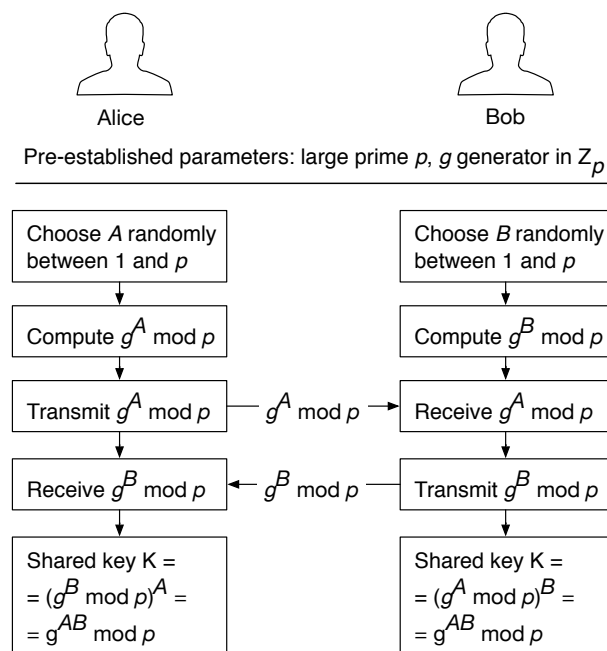 Alice
Bob
Pre-established parameters: large prime p, g generator in Z_p
Choose A randomly
between 1 and p
Compute g^A mod p
Transmit g^A mod p
Receive g^B mod p
Shared key K =
= (g^B mod p)^A =
= g^AB mod p
g^A mod p
g^B mod p
Choose B randomly
between 1 and p
Compute g^B mod p
Receive g^A mod p
Transmit g^B mod p
Shared key K =
= (g^A mod p)^B =
= g^AB mod p